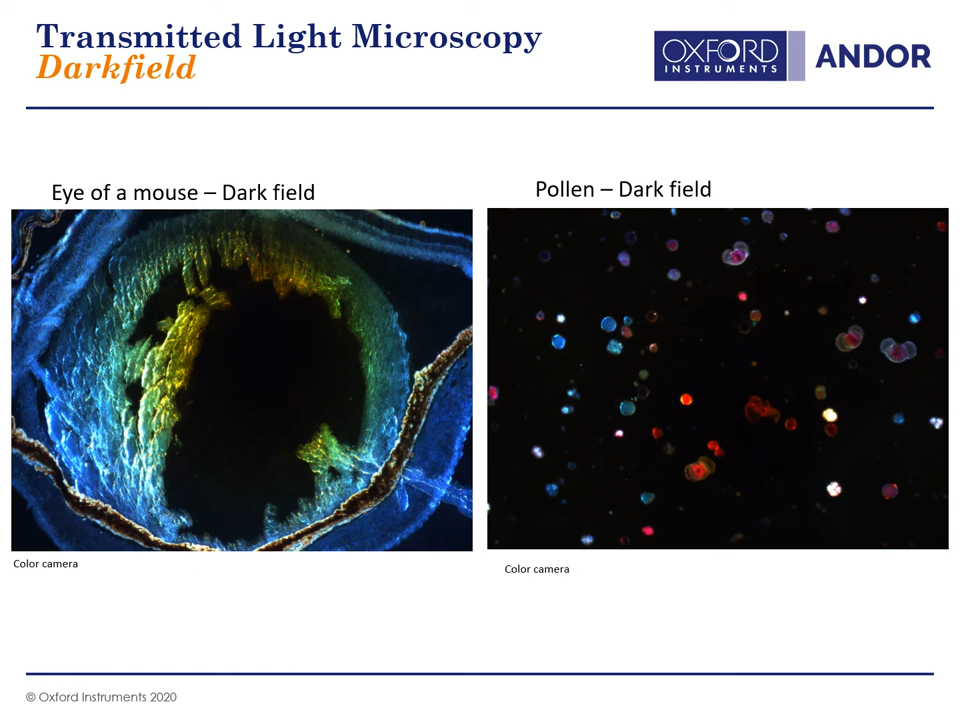 Transmitted Light Microscopy
Darkfield
OXFORD
INSTRUMENTS
ANDOR
Eye of a mouse – Dark field
Pollen – Dark field
Color camera
Color camera
© Oxford Instruments 2020